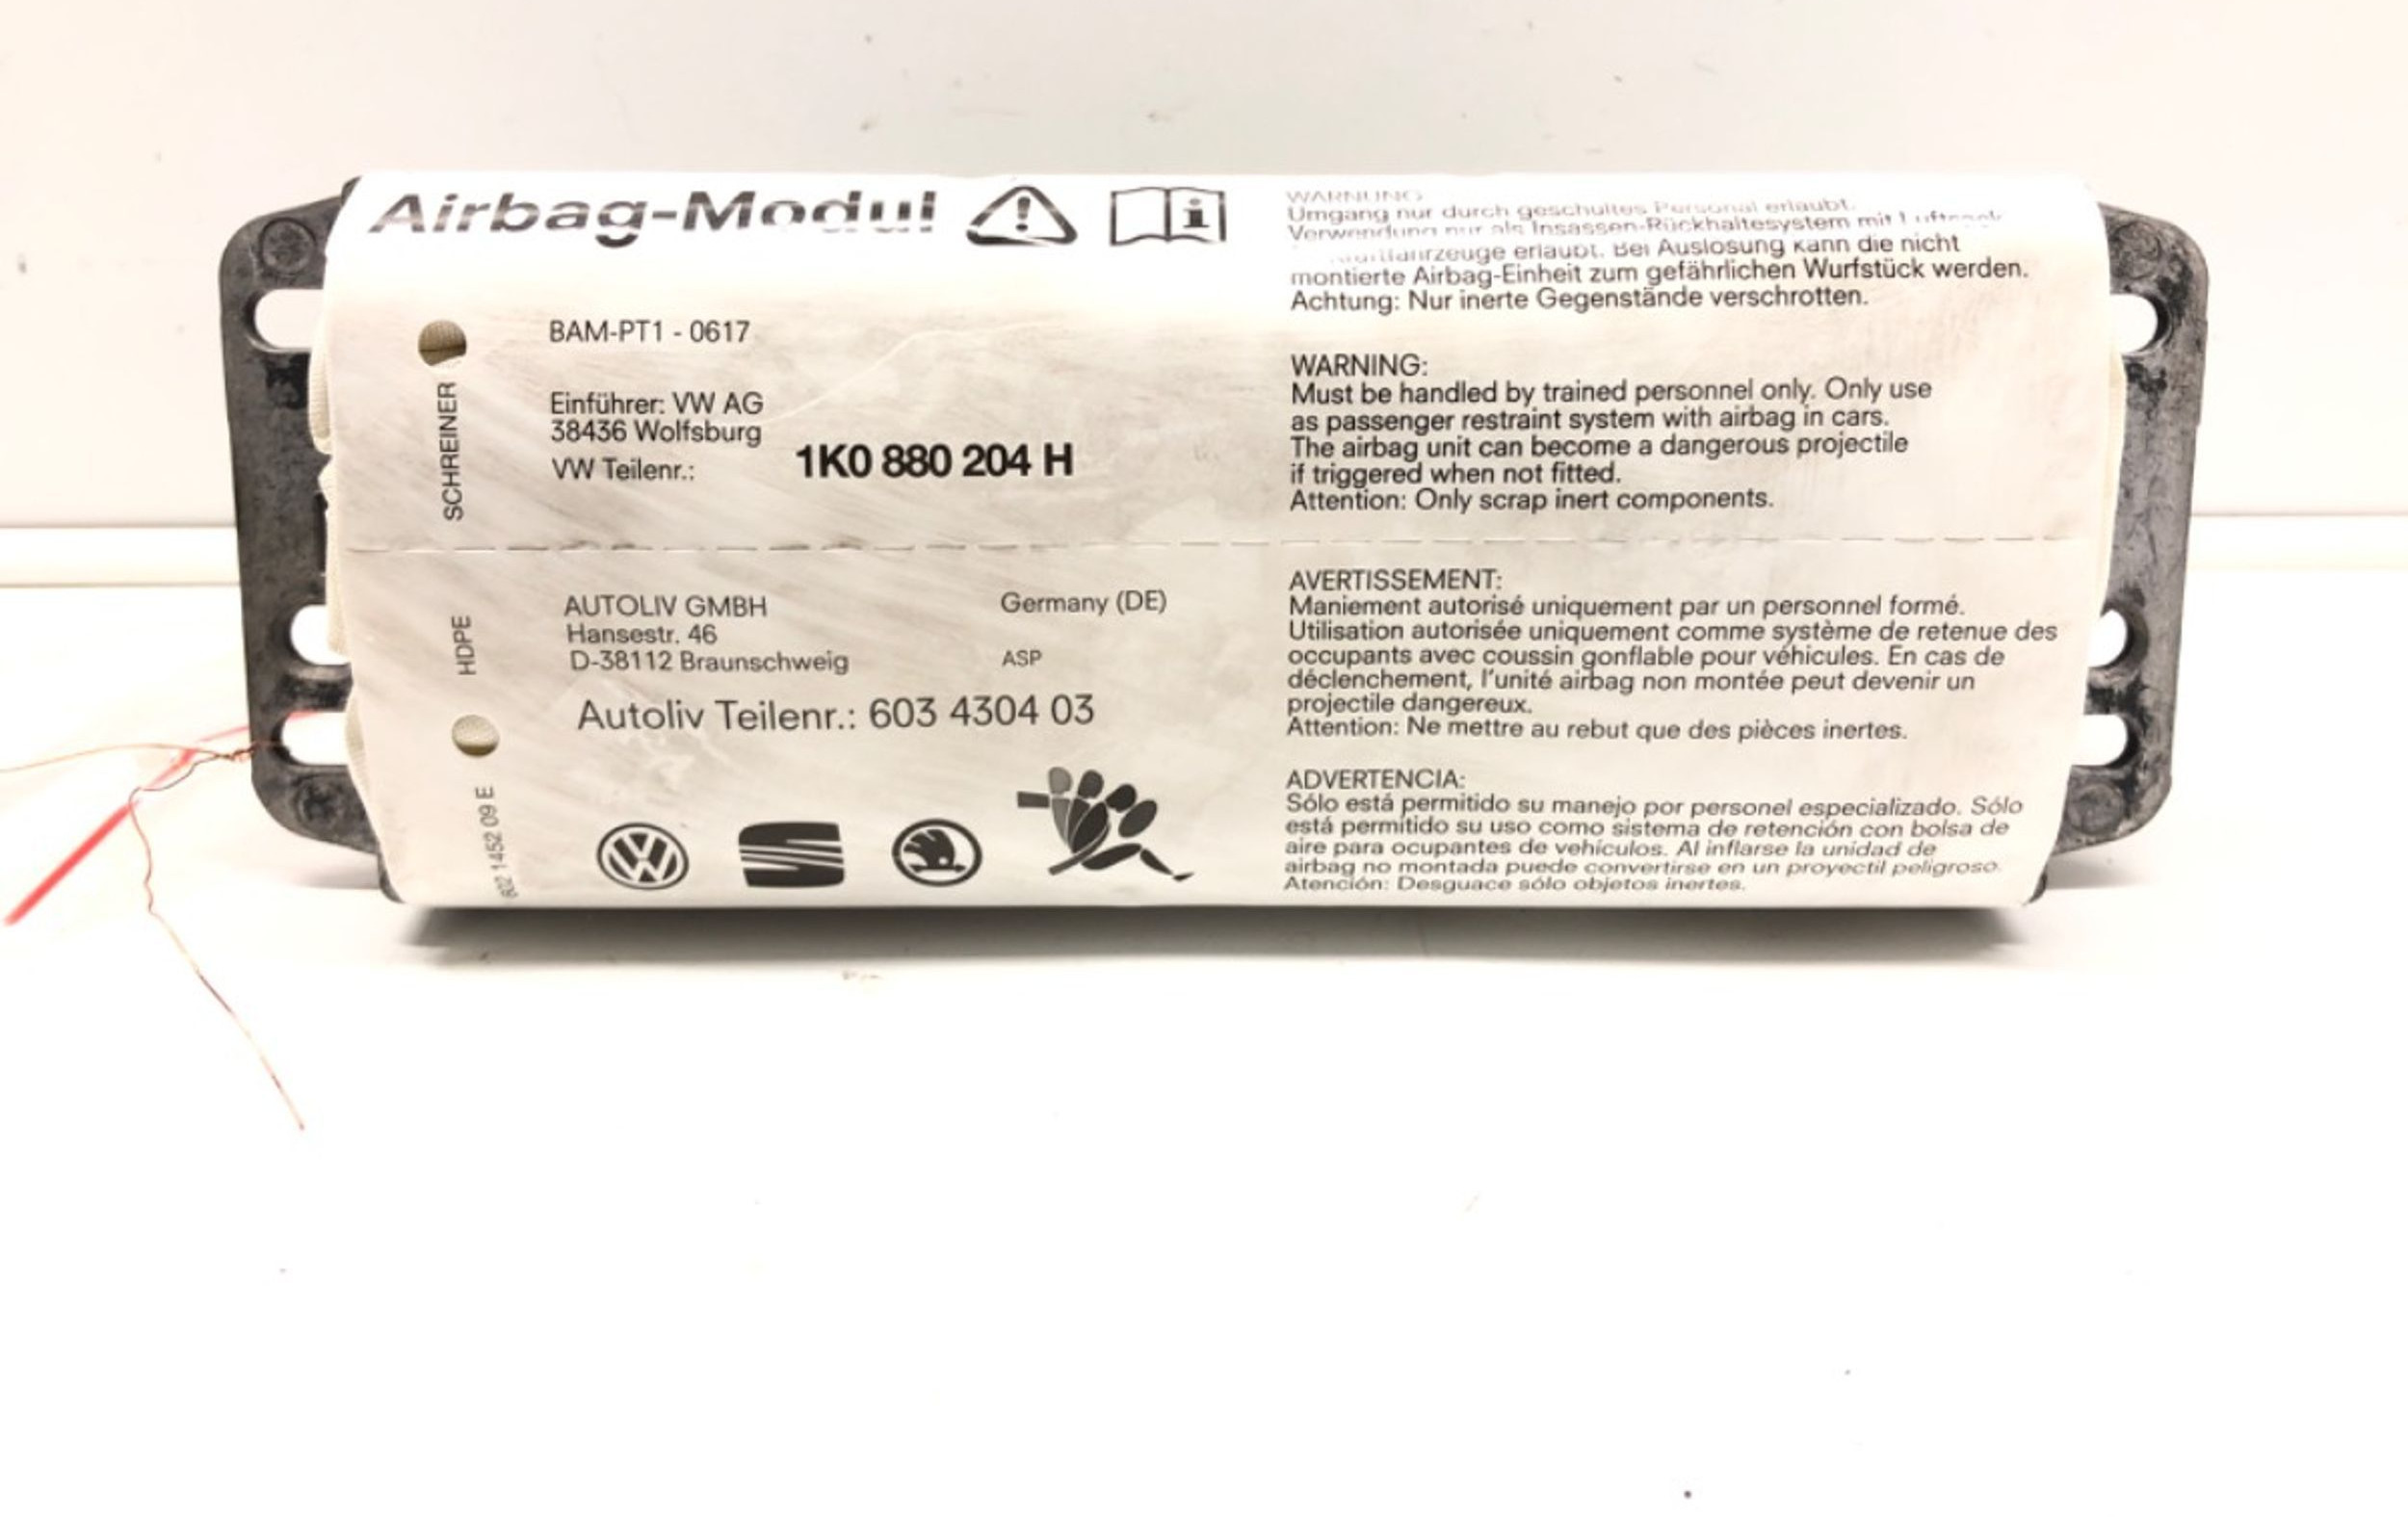 Airbag-Modul
BAM-PT1 - 0617
SCHREINER
Einführer: VW AG
38436 Wolfsburg
VW Teilenr.: 1K0 880 204 H
HDPE
AUTOLIV GMBH Germany (DE)
Hansestr. 46
D-38112 Braunschweig ASP
Autoliv Teilenr.: 603 4304 03
602 1452 09 E
WARNUNG
Umgang nur durch geschultes Personal erlaubt.
Verwendung nur als Insassen-Rückhaltesystem mit
erlaubt. Bei Auslösung kann die nicht
montierte Airbag-Einheit zum gefährlichen Wurfstück werden.
Achtung: Nur inerte Gegenstände verschrotten.
WARNING:
Must be handled by trained personnel only. Only use
as passenger restraint system with airbag in cars.
The airbag unit can become a dangerous projectile
if triggered when not fitted.
Attention: Only scrap inert components.
AVERTISSEMENT:
Maniement autorisé uniquement par un personnel formé.
Utilisation autorisée uniquement comme système de retenue des
occupants avec coussin gonflable pour véhicules. En cas de
déclenchement, l'unité airbag non montée peut devenir un
projectile dangereux.
Attention: Ne mettre au rebut que des pièces inertes.
ADVERTENCIA:
Sólo está permitido su manejo por personel especializado. Sólo
está permitido su uso como sistema de retención con bolsa de
aire para ocupantes de vehículos. Al inflarse la unidad de
airbag no montada puede convertirse en un proyectil peligroso.
Atención: Desguace sólo objetos inertes.